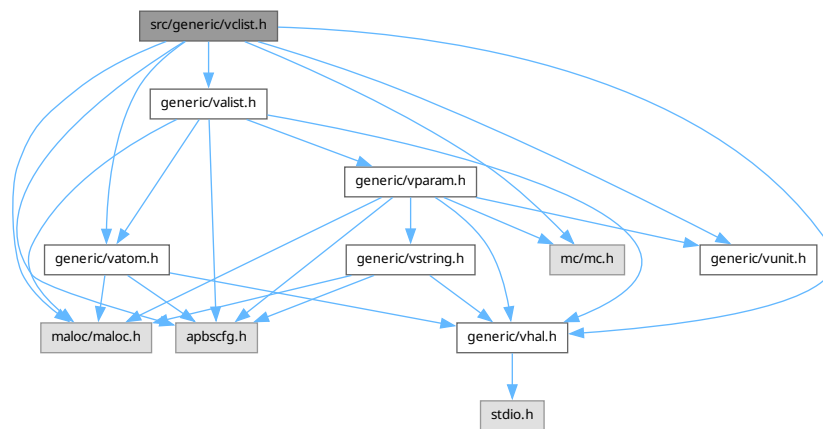 src/generic/vclist.h
generic/valist.h
generic/vparam.h
generic/vatom.h
generic/vstring.h
mc/mc.h
generic/vunit.h
maloc/maloc.h
apbscfg.h
generic/vhal.h
stdio.h